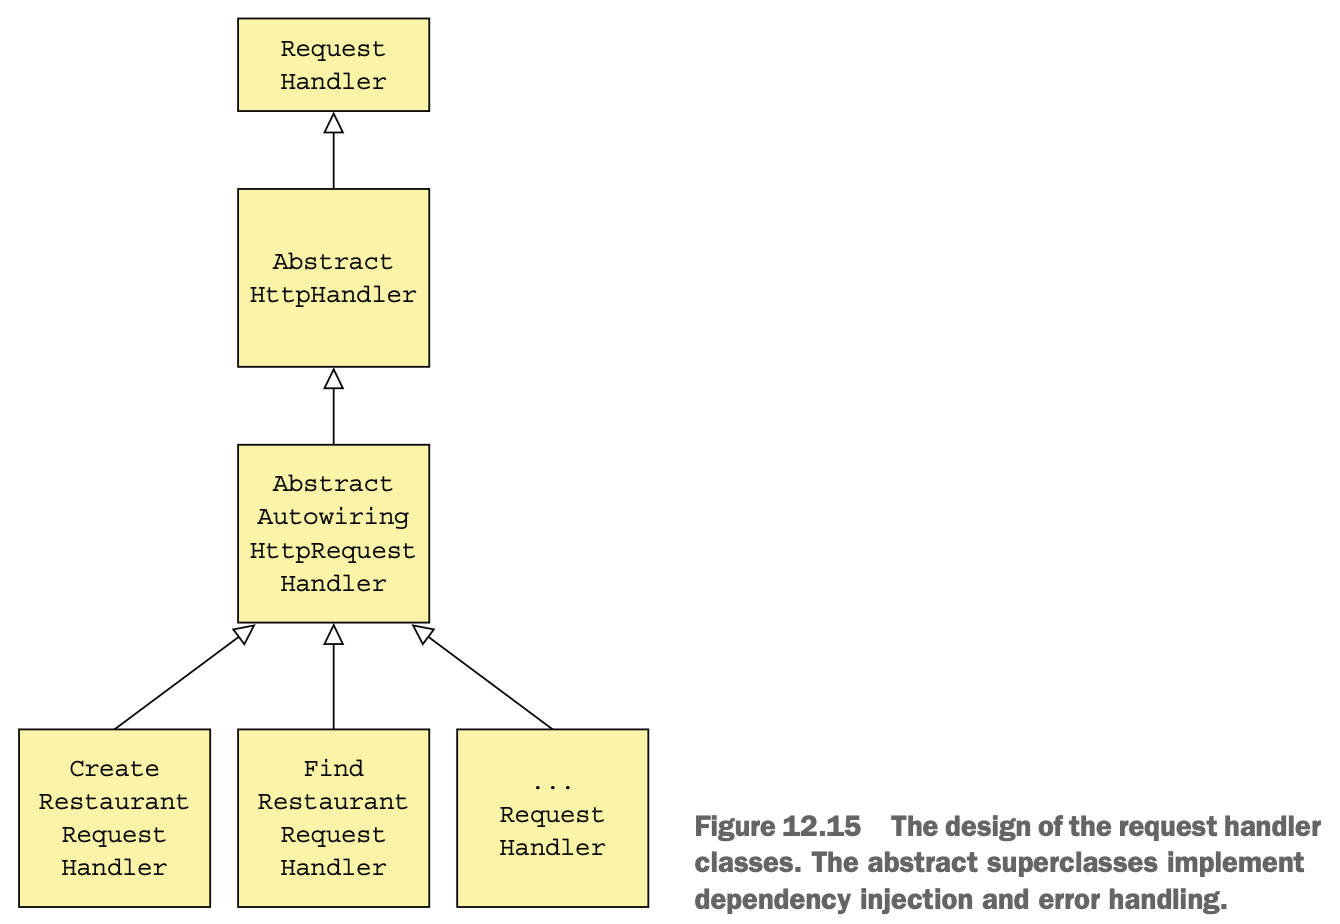 Request
Handler
Abstract
HttpHandler
Abstract
Autowiring
HttpRequest
Handler
Create
Restaurant
Request
Handler
Find
Restaurant
Request
Handler
...
Request
Handler
Figure 12.15 The design of the request handler
classes. The abstract superclasses implement
dependency injection and error handling.